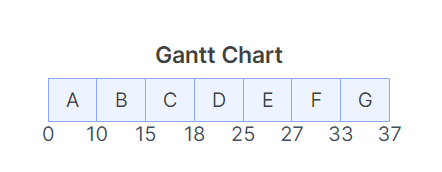 Gantt Chart
A B C D E F G
0 10 15 18 25 27 33 37